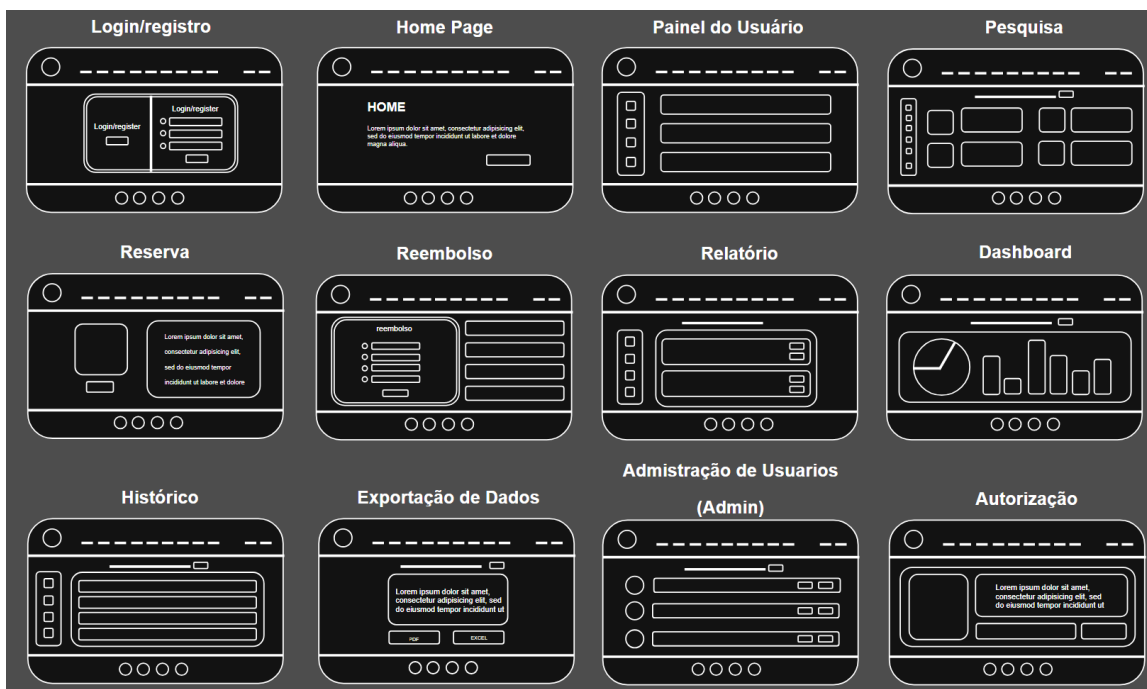 Login/registro
Home Page
Painel do Usuário
Pesquisa
Login/register
Login/register
HOME
Lorem ipsum dolor sit amet, consectetur adipisicing elit,
sed do eiusmod tempor incididunt ut labore et dolore
magna aliqua.
Reserva
Reembolso
Relatório
Dashboard
Lorem ipsum dolor sit amet,
consectetur adipisicing elit,
sed do eiusmod tempor
incididunt ut labore et dolore
reembolso
Histórico
Exportação de Dados
Admistração de Usuarios
(Admin)
Autorização
Lorem ipsum dolor sit amet,
consectetur adipisicing elit, sed
do eiusmod tempor incididunt ut
PDF
EXCEL
Lorem ipsum dolor sit amet,
consectetur adipisicing elit, sed
do eiusmod tempor incididunt ut